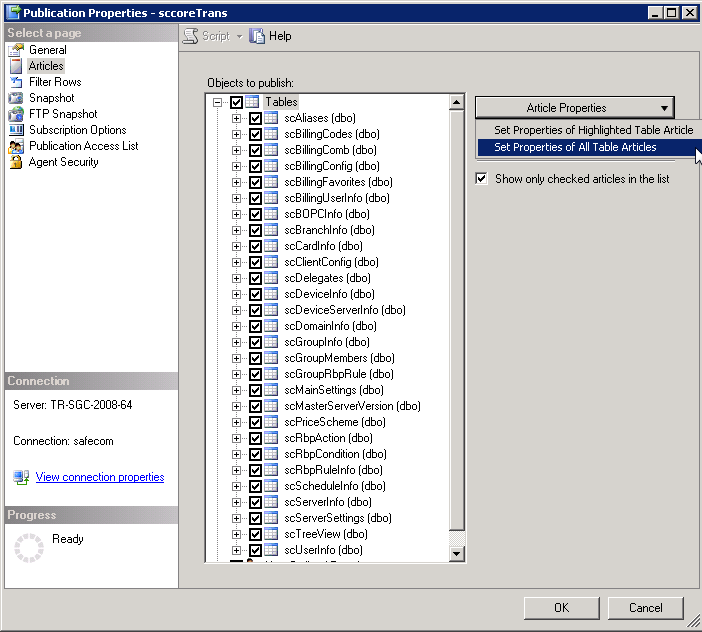 Publication Properties - sccoreTrans
Select a page
General
Articles
Filter Rows
Snapshot
FTP Snapshot
Subscription Options
Publication Access List
Agent Security
Connection
Server: TR-SGC-2008-64
Connection: safecom
View connection properties
Progress
Ready
Script
Help
Objects to publish:
Tables
scAliases (dbo)
scBillingCodes (dbo)
scBillingComb (dbo)
scBillingConfig (dbo)
scBillingFavorites (dbo)
scBillingUserInfo (dbo)
scBOPCInfo (dbo)
scBranchInfo (dbo)
scCardInfo (dbo)
scClientConfig (dbo)
scDelegates (dbo)
scDeviceInfo (dbo)
scDeviceServerInfo (dbo)
scDomainInfo (dbo)
scGroupInfo (dbo)
scGroupMembers (dbo)
scGroupRbpRule (dbo)
scMainSettings (dbo)
scMasterServerVersion (dbo)
scPriceScheme (dbo)
scRbpAction (dbo)
scRbpCondition (dbo)
scRbpRuleInfo (dbo)
scScheduleInfo (dbo)
scServerInfo (dbo)
scServerSettings (dbo)
scTreeView (dbo)
scUserInfo (dbo)
Article Properties
Set Properties of Highlighted Table Article
Set Properties of All Table Articles
Show only checked articles in the list
OK
Cancel